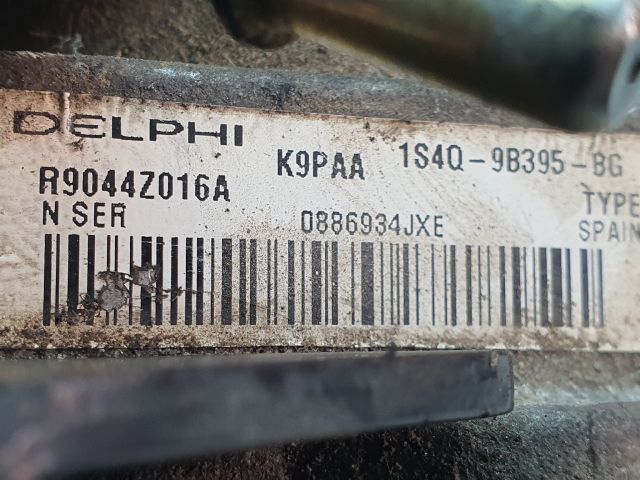 DELPHI K9PAA 1S4Q-9B395-BG
R9044Z016A TYPE
N SER 0886934JXE SPAIN